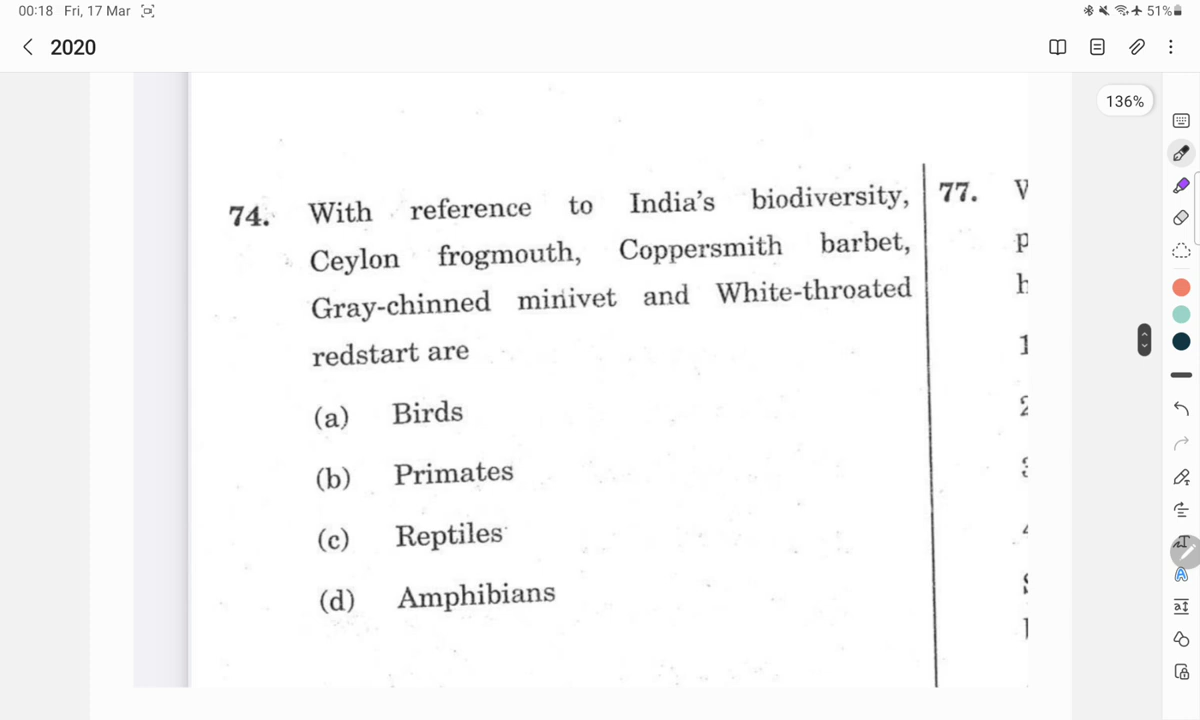 00:18 Fri, 17 Mar
51%
2020
136%
74. With reference to India's biodiversity,
Ceylon frogmouth, Coppersmith barbet,
Gray-chinned minivet and White-throated
redstart are
(a) Birds
(b) Primates
(c) Reptiles
(d) Amphibians
77.